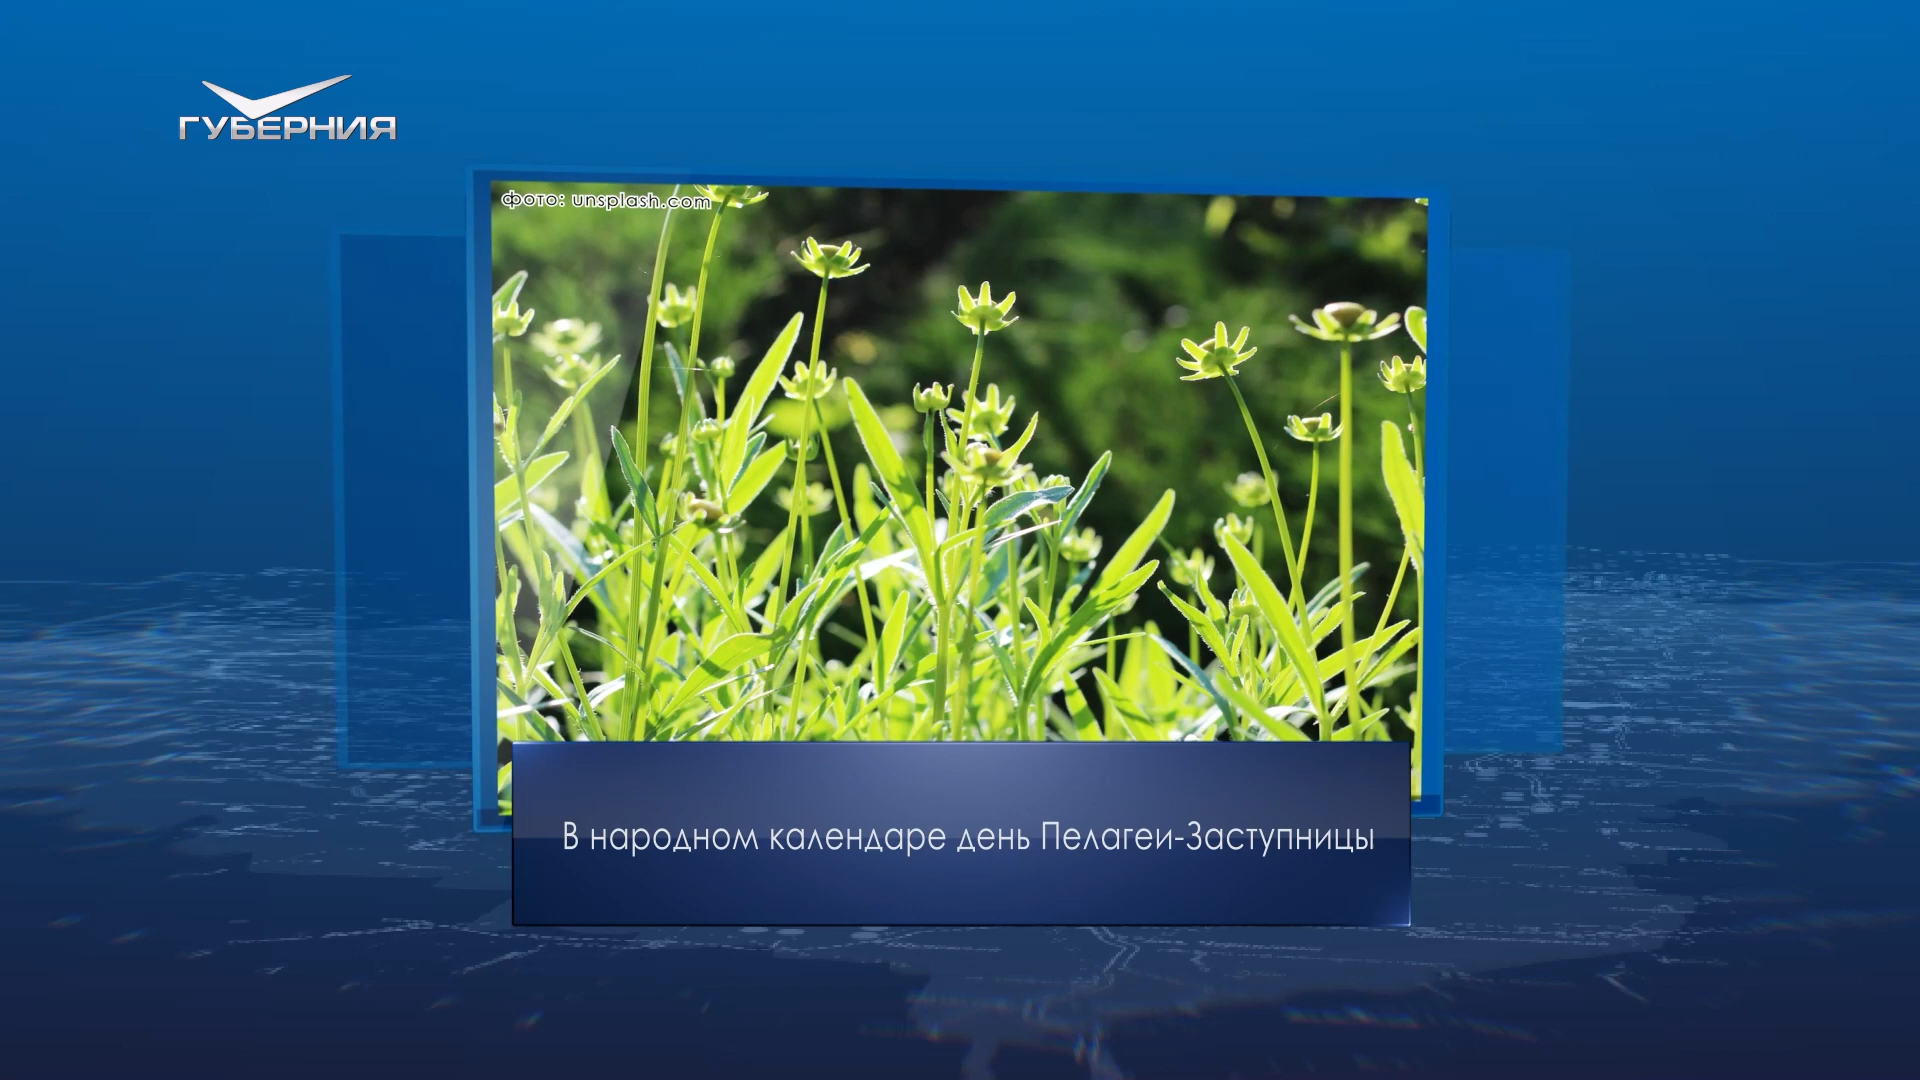 ГУБЕРНИЯ
фото: unsplash.com
В народном календаре день Пелагеи-Заступницы